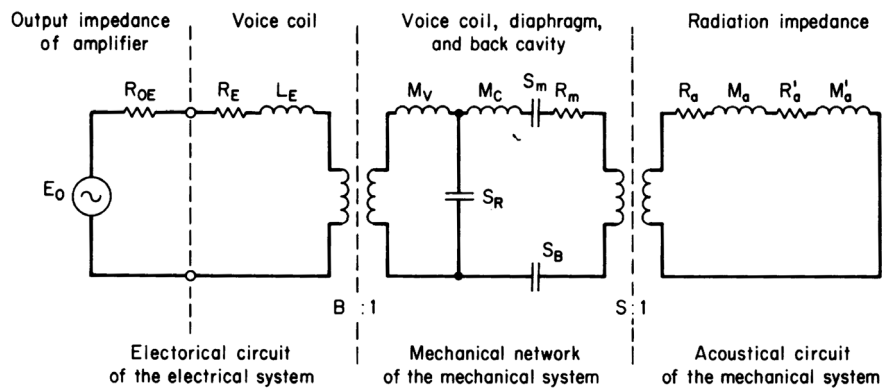 Output impedance
of amplifier
Voice coil
Voice coil, diaphragm,
and back cavity
Radiation impedance
R_OE
R_E
L_E
M_V
M_C
S_m
R_m
R_a
M_a
R'_a
M'_a
E_O
S_R
S_B
B : 1
S : 1
Electorical circuit
of the electrical system
Mechanical network
of the mechanical system
Acoustical circuit
of the mechanical system